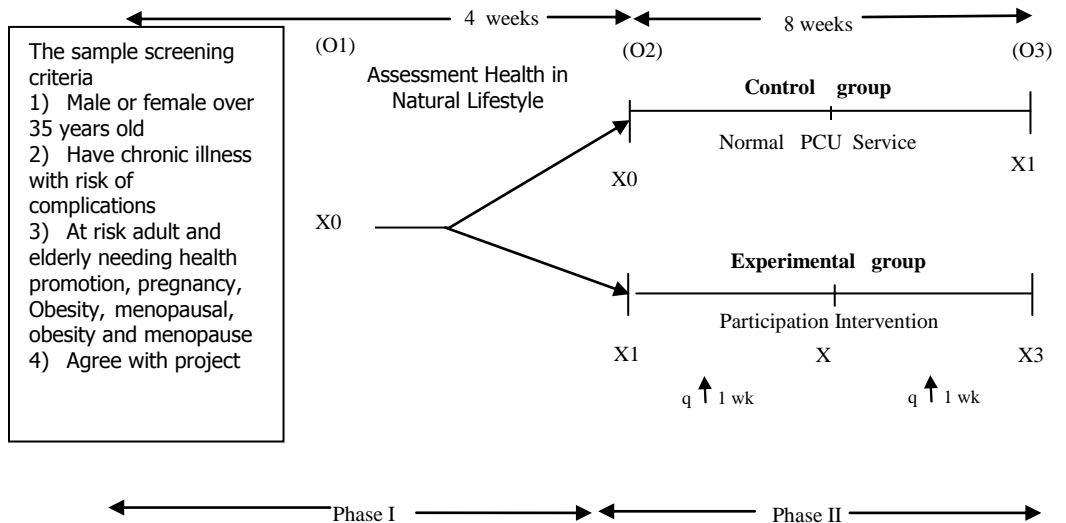 4 weeks
8 weeks
(O1)
(O2)
(O3)
The sample screening
criteria
1) Male or female over
35 years old
2) Have chronic illness
with risk of
complications
3) At risk adult and
elderly needing health
promotion, pregnancy,
Obesity, menopausal,
obesity and menopause
4) Agree with project
Assessment Health in
Natural Lifestyle
Control group
Normal PCU Service
X0
X1
X0
Experimental group
Participation Intervention
X1
X
X3
q 1 wk
q 1 wk
Phase I
Phase II